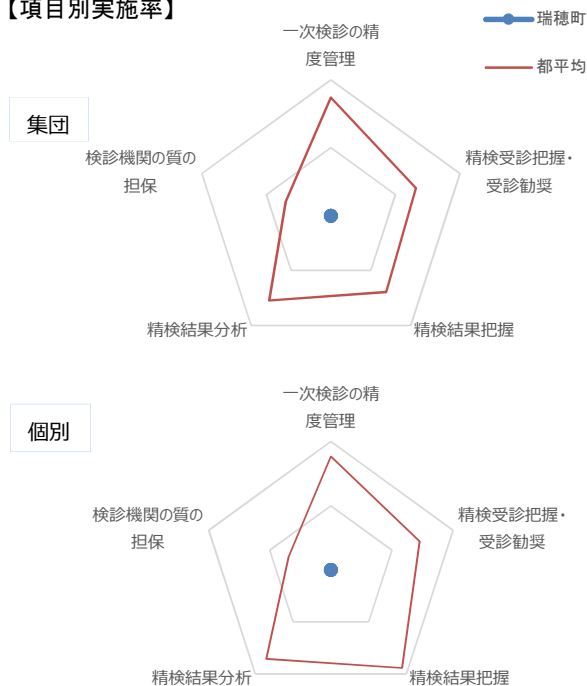 【項目別実施率】
瑞穂町
都平均
集団
一次検診の精
度管理
検診機関の質の
担保
精検受診把握・
受診勧奨
精検結果分析
精検結果把握
個別
一次検診の精
度管理
検診機関の質の
担保
精検受診把握・
受診勧奨
精検結果分析
精検結果把握